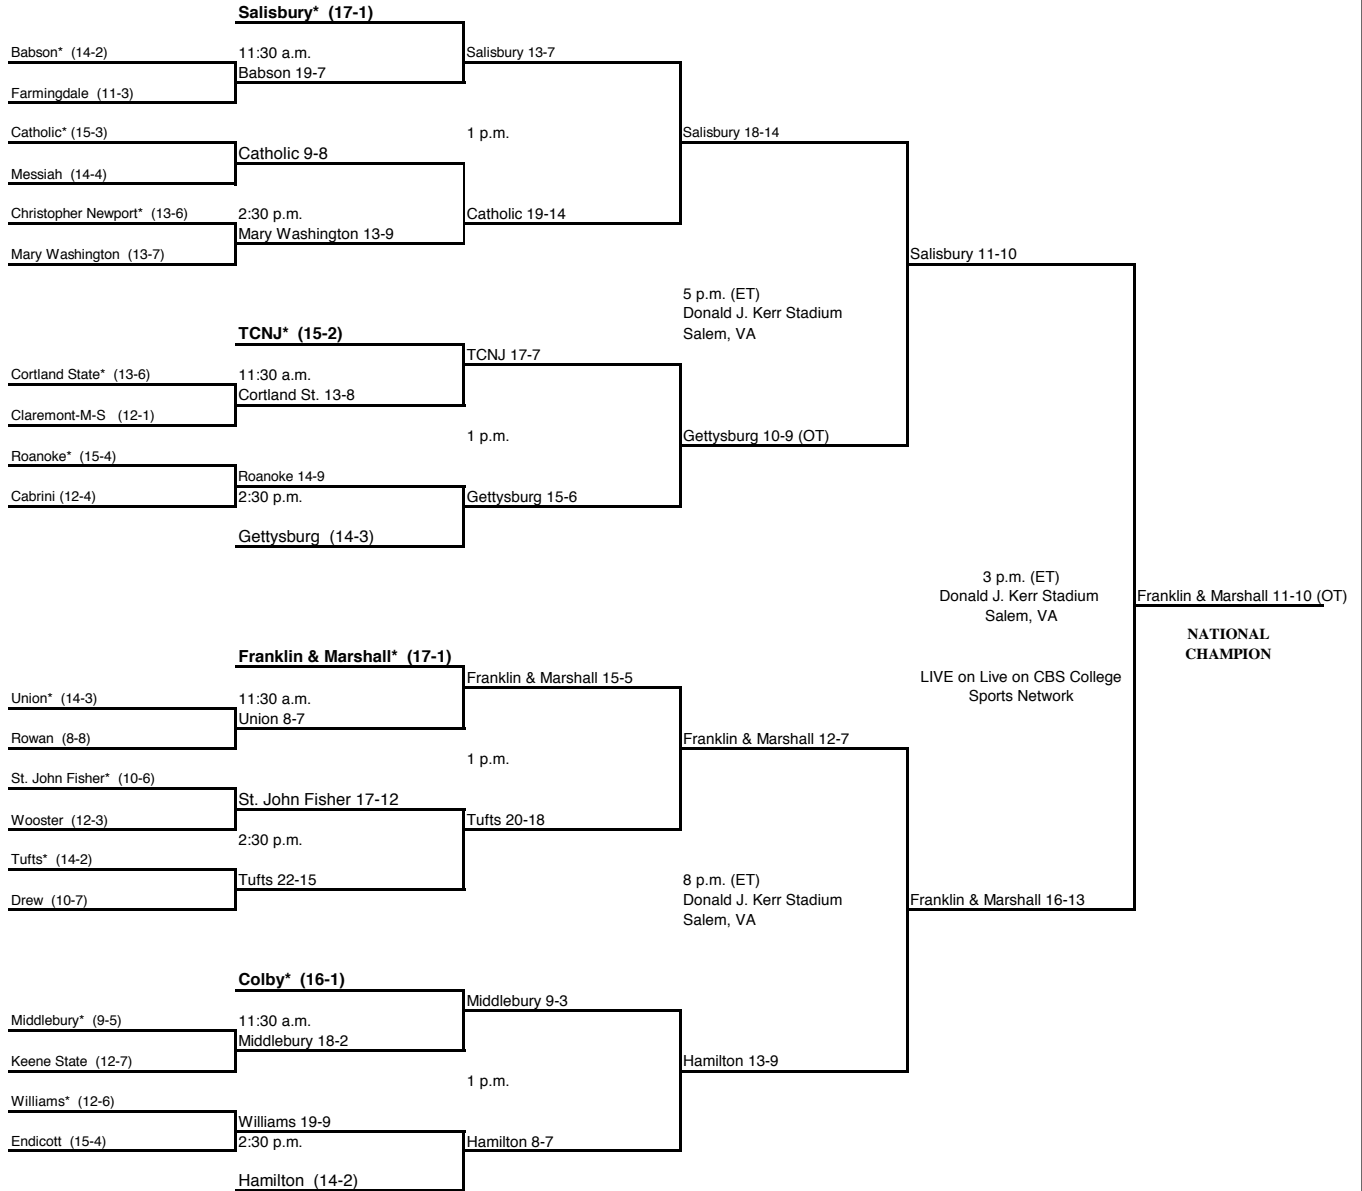 Salisbury* (17-1)
Babson* (14-2)
11:30 a.m.
Salisbury 13-7
Babson 19-7
Farmingdale (11-3)
Catholic* (15-3)
1 p.m.
Salisbury 18-14
Catholic 9-8
Messiah (14-4)
Christopher Newport* (13-6)
2:30 p.m.
Catholic 19-14
Mary Washington 13-9
Mary Washington (13-7)
Salisbury 11-10
5 p.m. (ET)
Donald J. Kerr Stadium
Salem, VA
TCNJ* (15-2)
TCNJ 17-7
Cortland State* (13-6)
11:30 a.m.
Cortland St. 13-8
Claremont-M-S (12-1)
1 p.m.
Gettysburg 10-9 (OT)
Roanoke* (15-4)
Roanoke 14-9
Cabrini (12-4)
2:30 p.m.
Gettysburg 15-6
Gettysburg (14-3)
3 p.m. (ET)
Donald J. Kerr Stadium
Salem, VA
Franklin & Marshall 11-10 (OT)
NATIONAL
CHAMPION
LIVE on Live on CBS College
Sports Network
Franklin & Marshall* (17-1)
Franklin & Marshall 15-5
Union* (14-3)
11:30 a.m.
Union 8-7
Rowan (8-8)
Franklin & Marshall 12-7
1 p.m.
St. John Fisher* (10-6)
St. John Fisher 17-12
Wooster (12-3)
Tufts 20-18
2:30 p.m.
Tufts* (14-2)
Tufts 22-15
Drew (10-7)
8 p.m. (ET)
Donald J. Kerr Stadium
Salem, VA
Franklin & Marshall 16-13
Colby* (16-1)
Middlebury 9-3
Middlebury* (9-5)
11:30 a.m.
Middlebury 18-2
Keene State (12-7)
Hamilton 13-9
1 p.m.
Williams* (12-6)
Williams 19-9
Endicott (15-4)
2:30 p.m.
Hamilton 8-7
Hamilton (14-2)